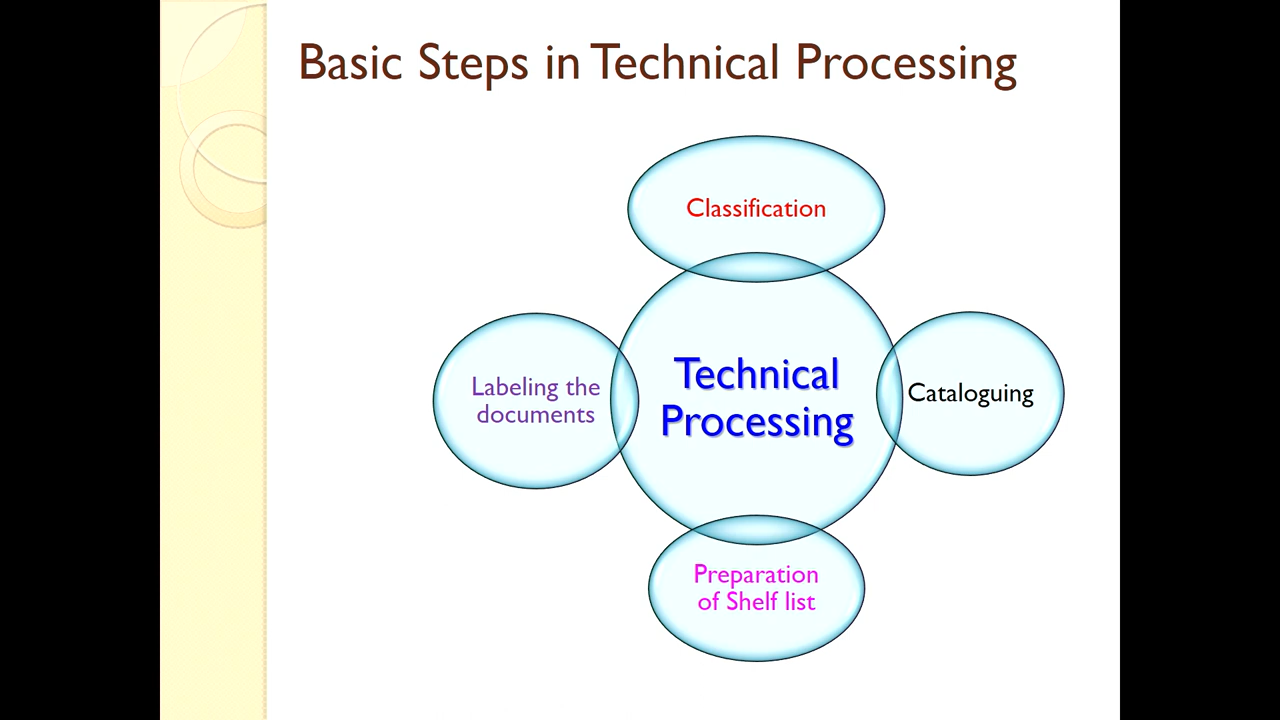 Basic Steps in Technical Processing
Classification
Technical
Processing
Cataloguing
Labeling the
documents
Preparation
of Shelf list